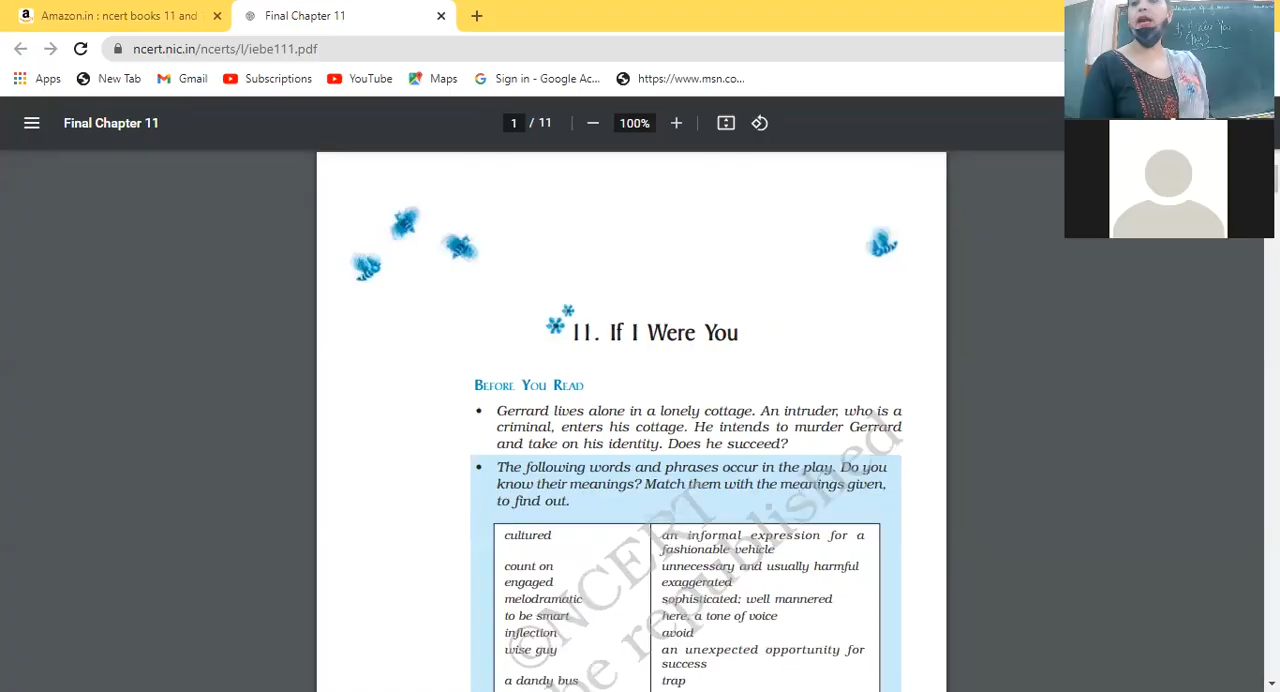 Amazon.in : ncert books 11 and
Final Chapter 11
ncert.nic.in/ncerts/l/iebe111.pdf
Apps
New Tab
Gmail
Subscriptions
YouTube
Maps
Sign in - Google Ac...
https://www.msn.co...
Final Chapter 11
1 / 11
100%
11. If I Were You
BEFORE YOU READ
• Gerrard lives alone in a lonely cottage. An intruder, who is a
criminal, enters his cottage. He intends to murder Gerrard
and take on his identity. Does he succeed?
• The following words and phrases occur in the play. Do you
know their meanings? Match them with the meanings given,
to find out.
cultured
an informal expression for a
fashionable vehicle
count on
unnecessary and usually harmful
engaged
exaggerated
melodramatic
sophisticated; well mannered
to be smart
here, a tone of voice
inflection
avoid
wise guy
an unexpected opportunity for
success
a dandy bus
trap
©NCERT
be republished